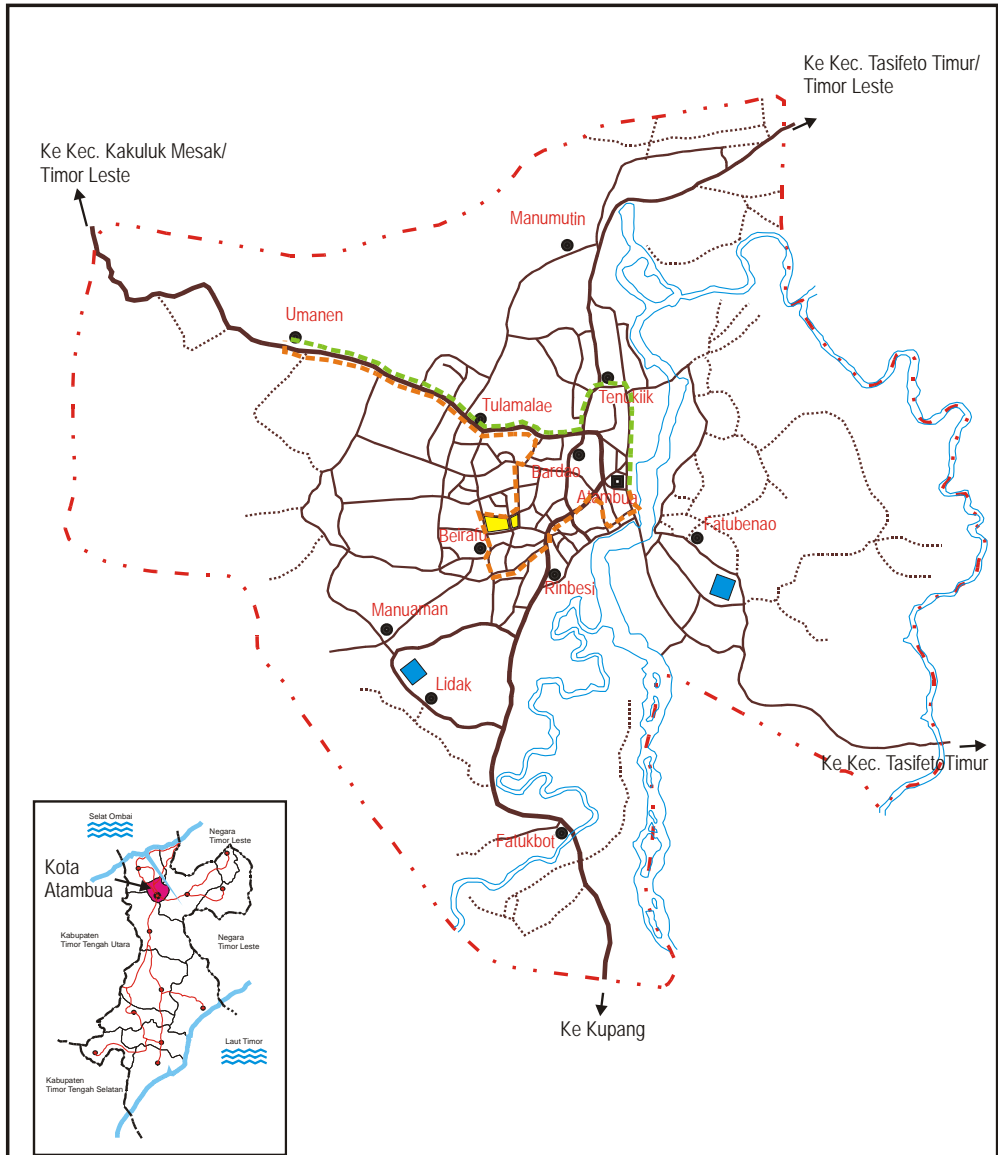 Ke Kec. Tasifeto Timur/
Timor Leste
Ke Kec. Kakuluk Mesak/
Timor Leste
Manumutin
Umanen
Tenukiik
Tulamalae
Bardao
Atambua
Fatubenao
Beirafu
Rinbesi
Manuaman
Lidak
Ke Kec. Tasifeto Timur
Fatukbot
Ke Kupang
Selat Ombai
Negara
Timor Leste
Kota
Atambua
Kabupaten
Timor Tengah Utara
Negara
Timor Leste
Laut Timor
Kabupaten
Timor Tengah Selatan